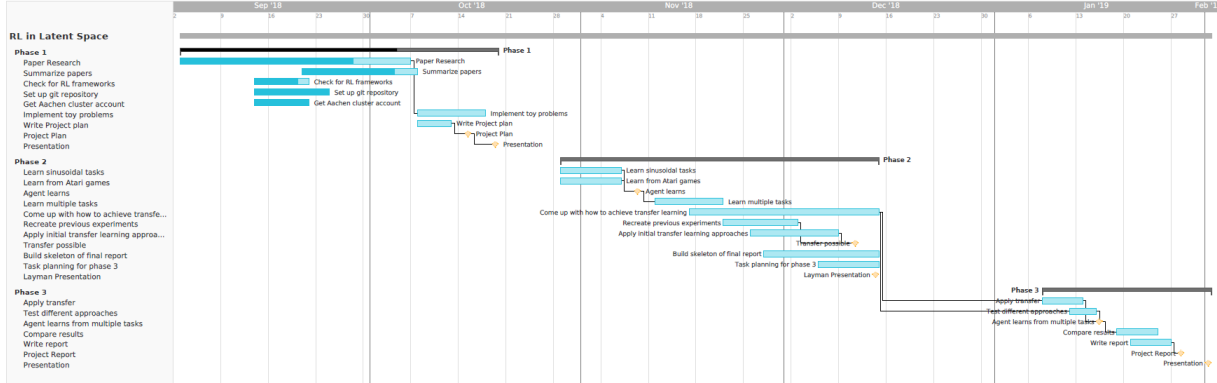 Sep '18 Oct '18 Nov '18 Dec '18 Jan '19 Feb '1
2 9 16 23 30 7 14 21 28 4 11 18 25 2 9 16 23 30 6 13 20 27 3
RL in Latent Space
Phase 1 Phase 1
Paper Research Paper Research
Summarize papers Summarize papers
Check for RL frameworks Check for RL frameworks
Set up git repository Set up git repository
Get Aachen cluster account Get Aachen cluster account
Implement toy problems Implement toy problems
Write Project plan Write Project plan
Project Plan Project Plan
Presentation Presentation
Phase 2 Phase 2
Learn sinusoidal tasks Learn sinusoidal tasks
Learn from Atari games Learn from Atari games
Agent learns Agent learns
Learn multiple tasks Learn multiple tasks
Come up with how to achieve transfe... Come up with how to achieve transfer learning
Recreate previous experiments Recreate previous experiments
Apply initial transfer learning approa... Apply initial transfer learning approaches
Transfer possible Transfer possible
Build skeleton of final report Build skeleton of final report
Task planning for phase 3 Task planning for phase 3
Layman Presentation Layman Presentation
Phase 3 Phase 3
Apply transfer Apply transfer
Test different approaches Test different approaches
Agent learns from multiple tasks Agent learns from multiple tasks
Compare results Compare results
Write report Write report
Project Report Project Report
Presentation Presentation